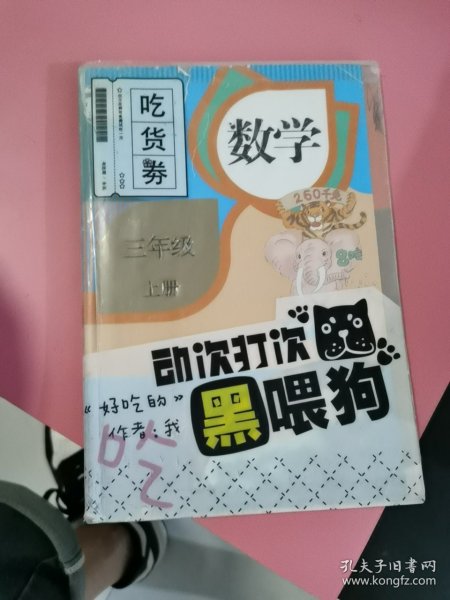 吃
货
券
数学
260千克
三年级
上册
8吨
动次打次
黑喂狗
“好吃的”
作者:我
吃
孔夫子旧书网
www.kongfz.com